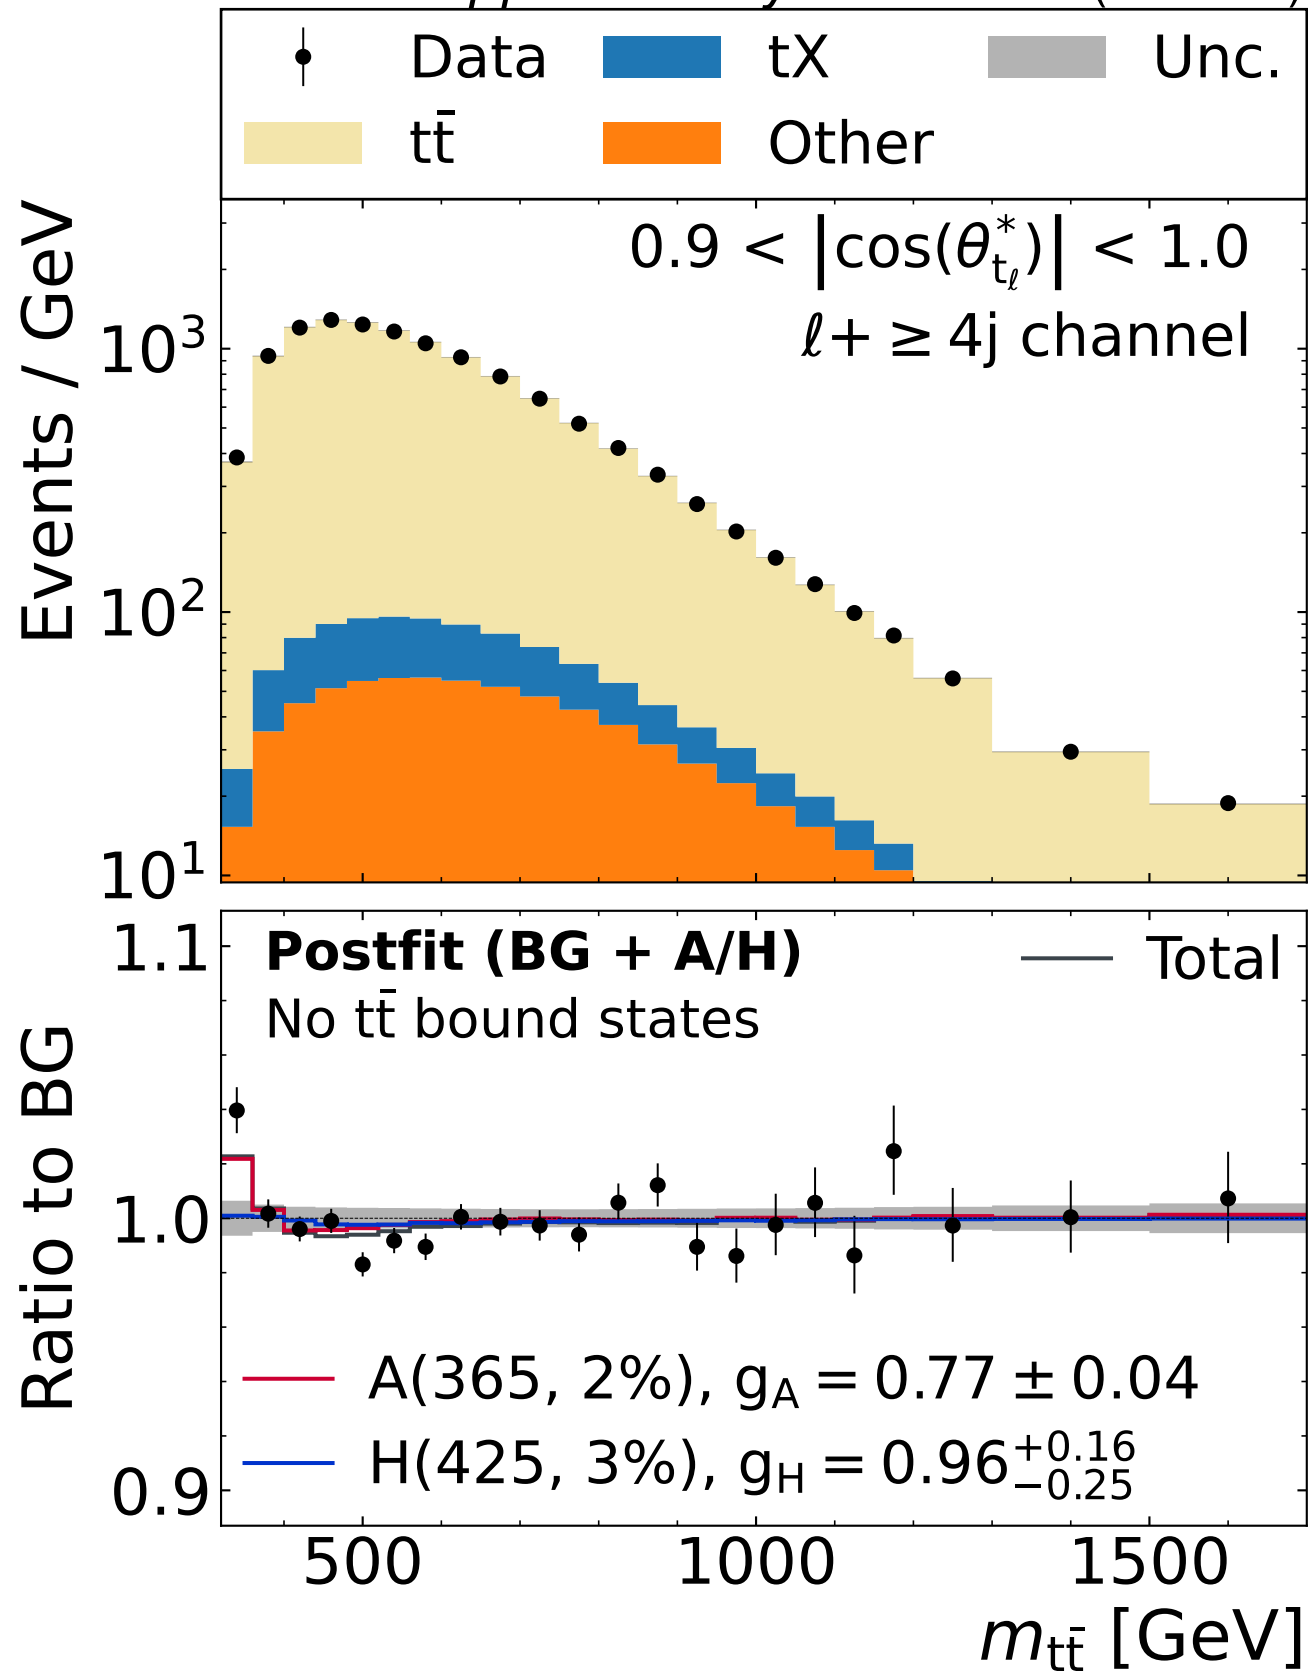 Data tX Unc.
tt̄ Other
0.9 < |cos(θ*tℓ)| < 1.0
ℓ+ ≥ 4j channel
Events / GeV
10³
10²
10¹
Postfit (BG + A/H)
Total
No tt̄ bound states
Ratio to BG
1.1
1.0
0.9
A(365, 2%), gA = 0.77 ± 0.04
H(425, 3%), gH = 0.96 +0.16 −0.25
500 1000 1500
mtt̄ [GeV]